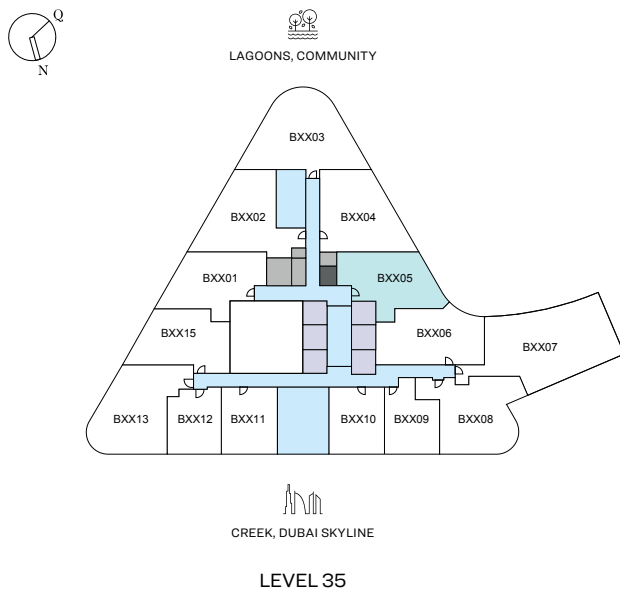 Q
N
LAGOONS, COMMUNITY
BXX03
BXX02
BXX04
BXX01
BXX05
BXX15
BXX06
BXX07
BXX13
BXX12
BXX11
BXX10
BXX09
BXX08
CREEK, DUBAI SKYLINE
LEVEL 35